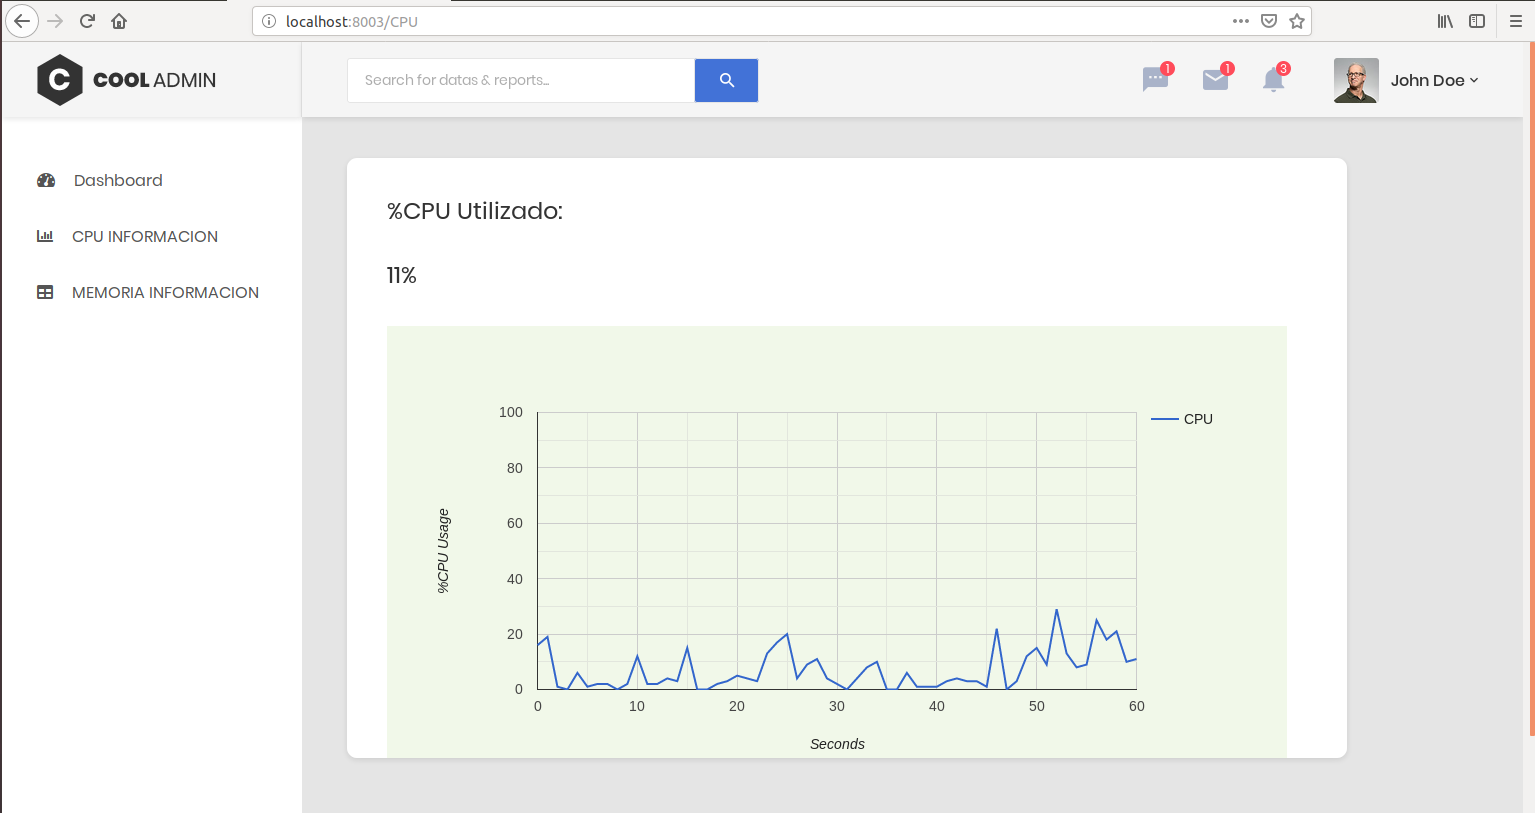 localhost:8003/CPU
C COOL ADMIN
Search for datas & reports...
1
1
3
John Doe
Dashboard
CPU INFORMACION
MEMORIA INFORMACION
%CPU Utilizado:
11%
100
80
60
40
20
0
%CPU Usage
CPU
0 10 20 30 40 50 60
Seconds